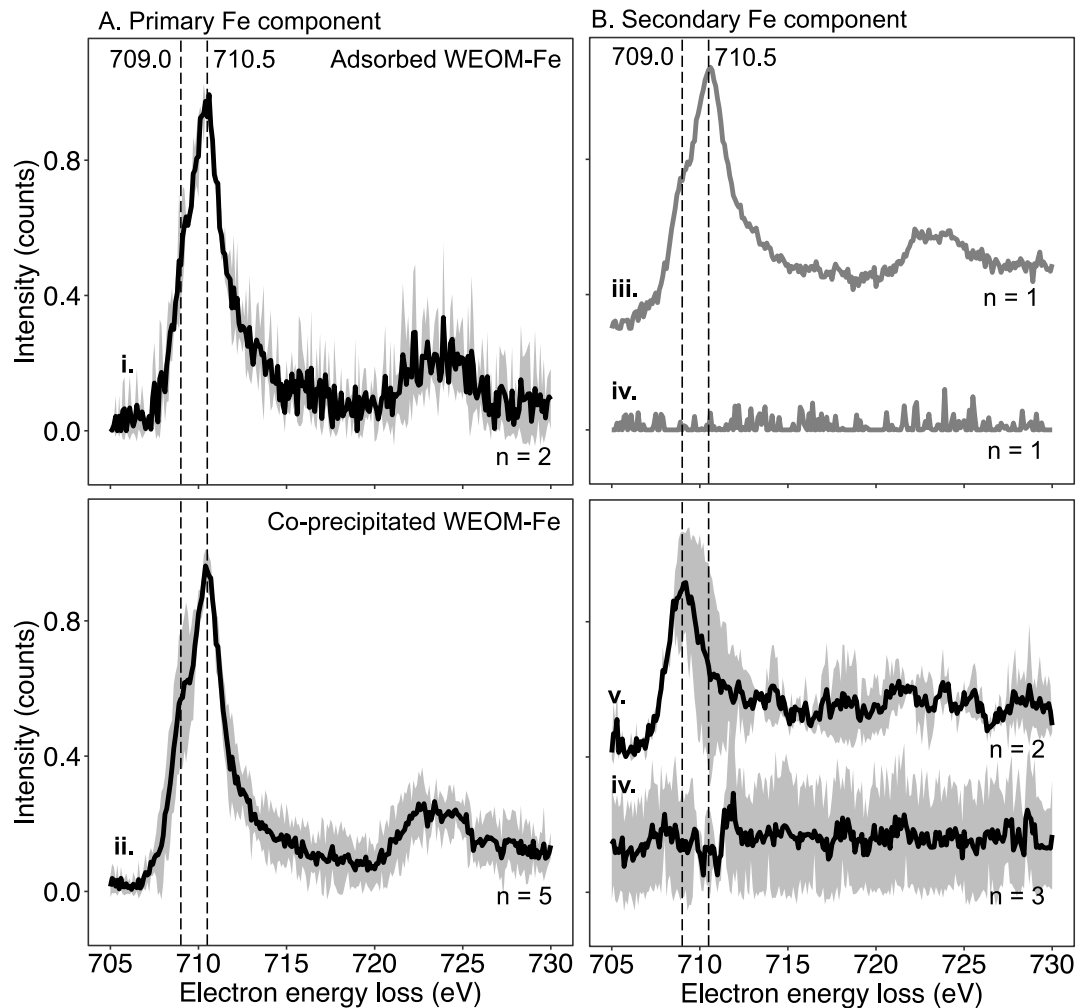 A. Primary Fe component
B. Secondary Fe component
709.0
710.5
Adsorbed WEOM-Fe
709.0
710.5
Intensity (counts)
0.8
0.4
0.0
i.
n = 2
iii.
n = 1
iv.
n = 1
Co-precipitated WEOM-Fe
Intensity (counts)
0.8
0.4
0.0
ii.
n = 5
v.
n = 2
iv.
n = 3
705
710
715
720
725
730
705
710
715
720
725
730
Electron energy loss (eV)
Electron energy loss (eV)